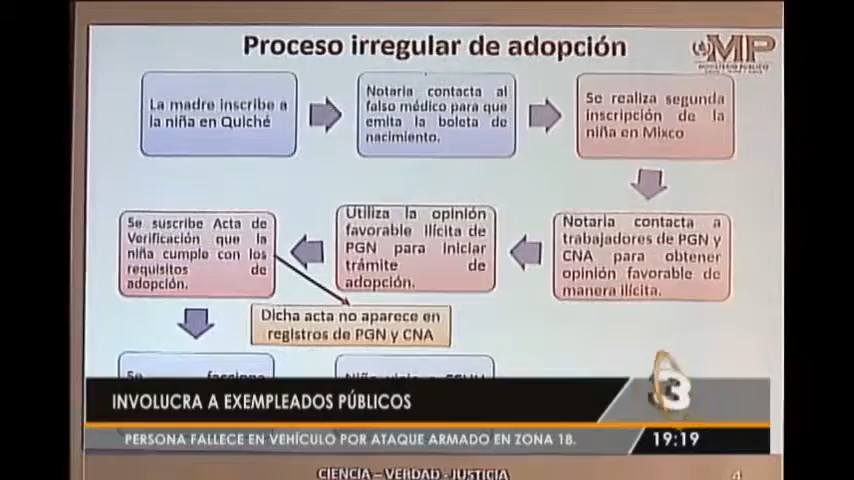 Proceso irregular de adopción
MP
MINISTERIO PÚBLICO
La madre inscribe a
la niña en Quiché
Notaria contacta al
falso médico para que
emita la boleta de
nacimiento.
Se realiza segunda
inscripción de la
niña en Mixco
Notaria contacta a
trabajadores de PGN y
CNA para obtener
opinión favorable de
manera ilícita.
Utiliza la opinión
favorable ilícita de
PGN para iniciar
trámite de
adopción.
Se suscribe Acta de
Verificación que la
niña cumple con los
requisitos de
adopción.
Dicha acta no aparece en
registros de PGN y CNA
INVOLUCRA A EXEMPLEADOS PÚBLICOS
3
PERSONA FALLECE EN VEHÍCULO POR ATAQUE ARMADO EN ZONA 18.
19:19
CIENCIA – VERDAD - JUSTICIA
4